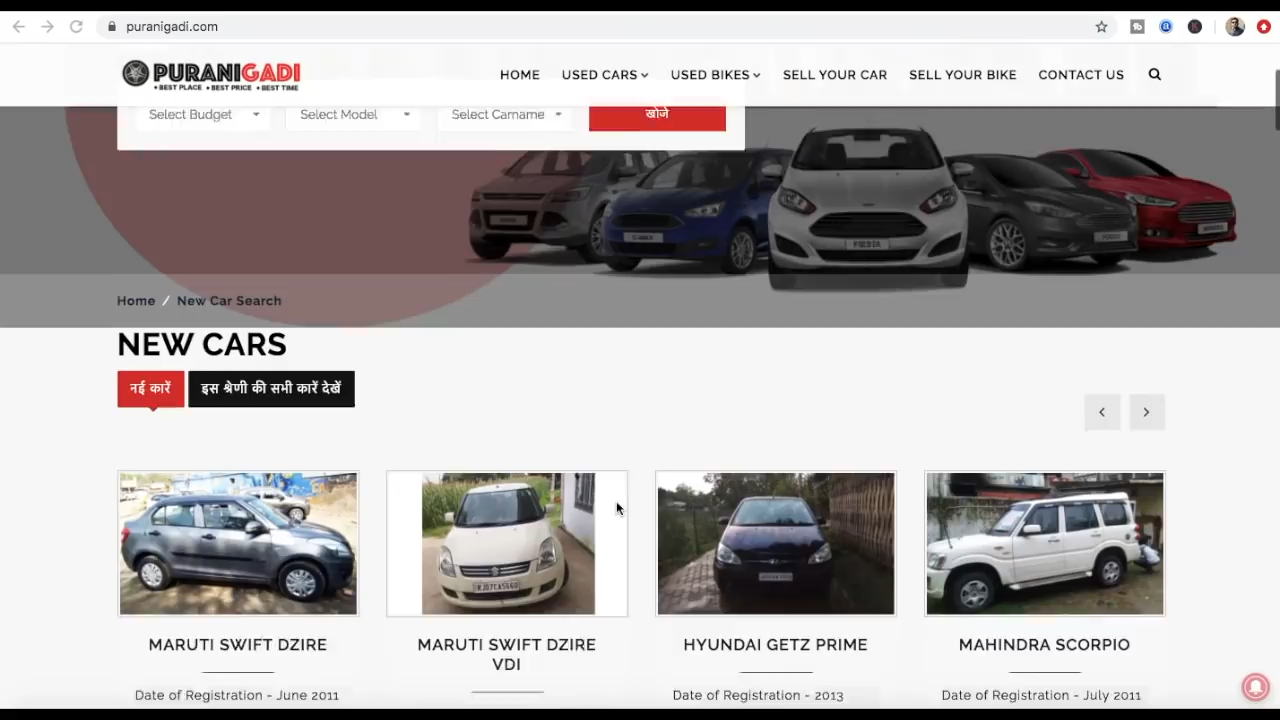 puranigadi.com
PURANIGADI
• BEST PLACE • BEST PRICE • BEST TIME
HOME
USED CARS
USED BIKES
SELL YOUR CAR
SELL YOUR BIKE
CONTACT US
Select Budget
Select Model
Select Carname
खोजे
Home / New Car Search
NEW CARS
नई कारें
इस श्रेणी की सभी कारें देखें
MARUTI SWIFT DZIRE
Date of Registration - June 2011
MARUTI SWIFT DZIRE
VDI
HYUNDAI GETZ PRIME
Date of Registration - 2013
MAHINDRA SCORPIO
Date of Registration - July 2011